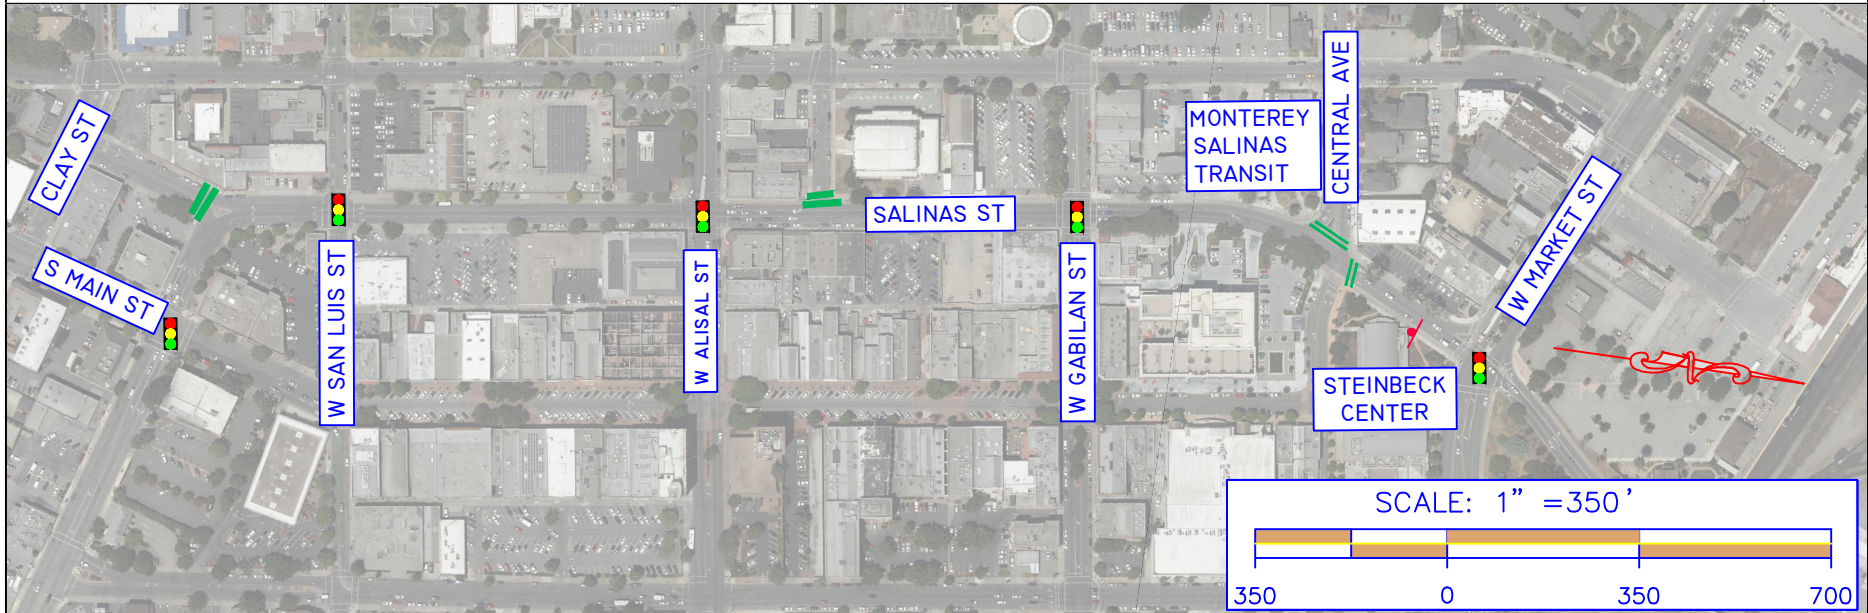 CLAY ST
S MAIN ST
W SAN LUIS ST
W ALISAL ST
SALINAS ST
W GABILAN ST
MONTEREY
SALINAS
TRANSIT
CENTRAL AVE
W MARKET ST
STEINBECK
CENTER
SCALE: 1" =350'
350 0 350 700